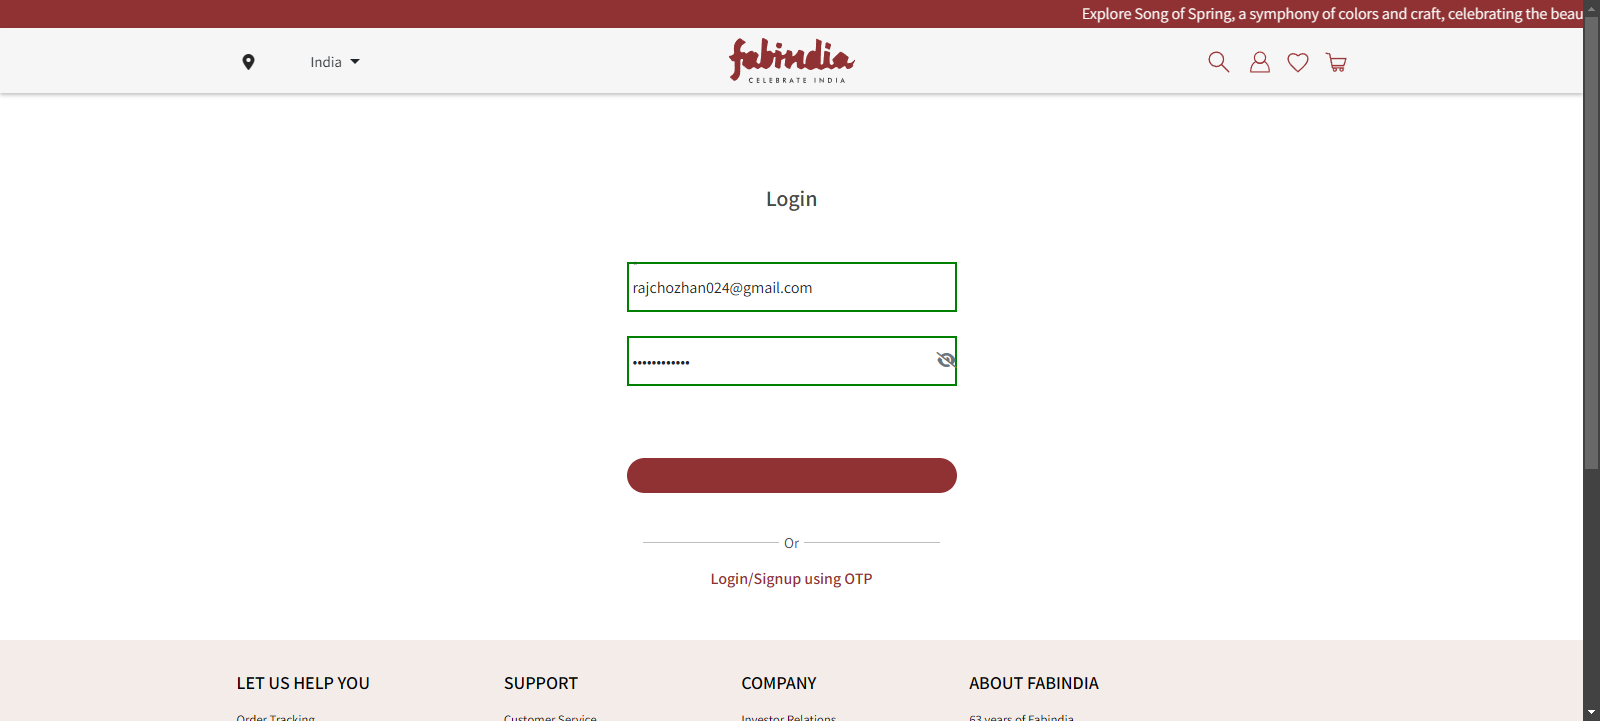 Explore Song of Spring, a symphony of colors and craft, celebrating the beau
India
fabindia
CELEBRATE INDIA
Login
rajchozhan024@gmail.com
••••••••••••
Or
Login/Signup using OTP
LET US HELP YOU
SUPPORT
COMPANY
ABOUT FABINDIA
Order Tracking
Customer Service
Investor Relations
63 years of Fabindia